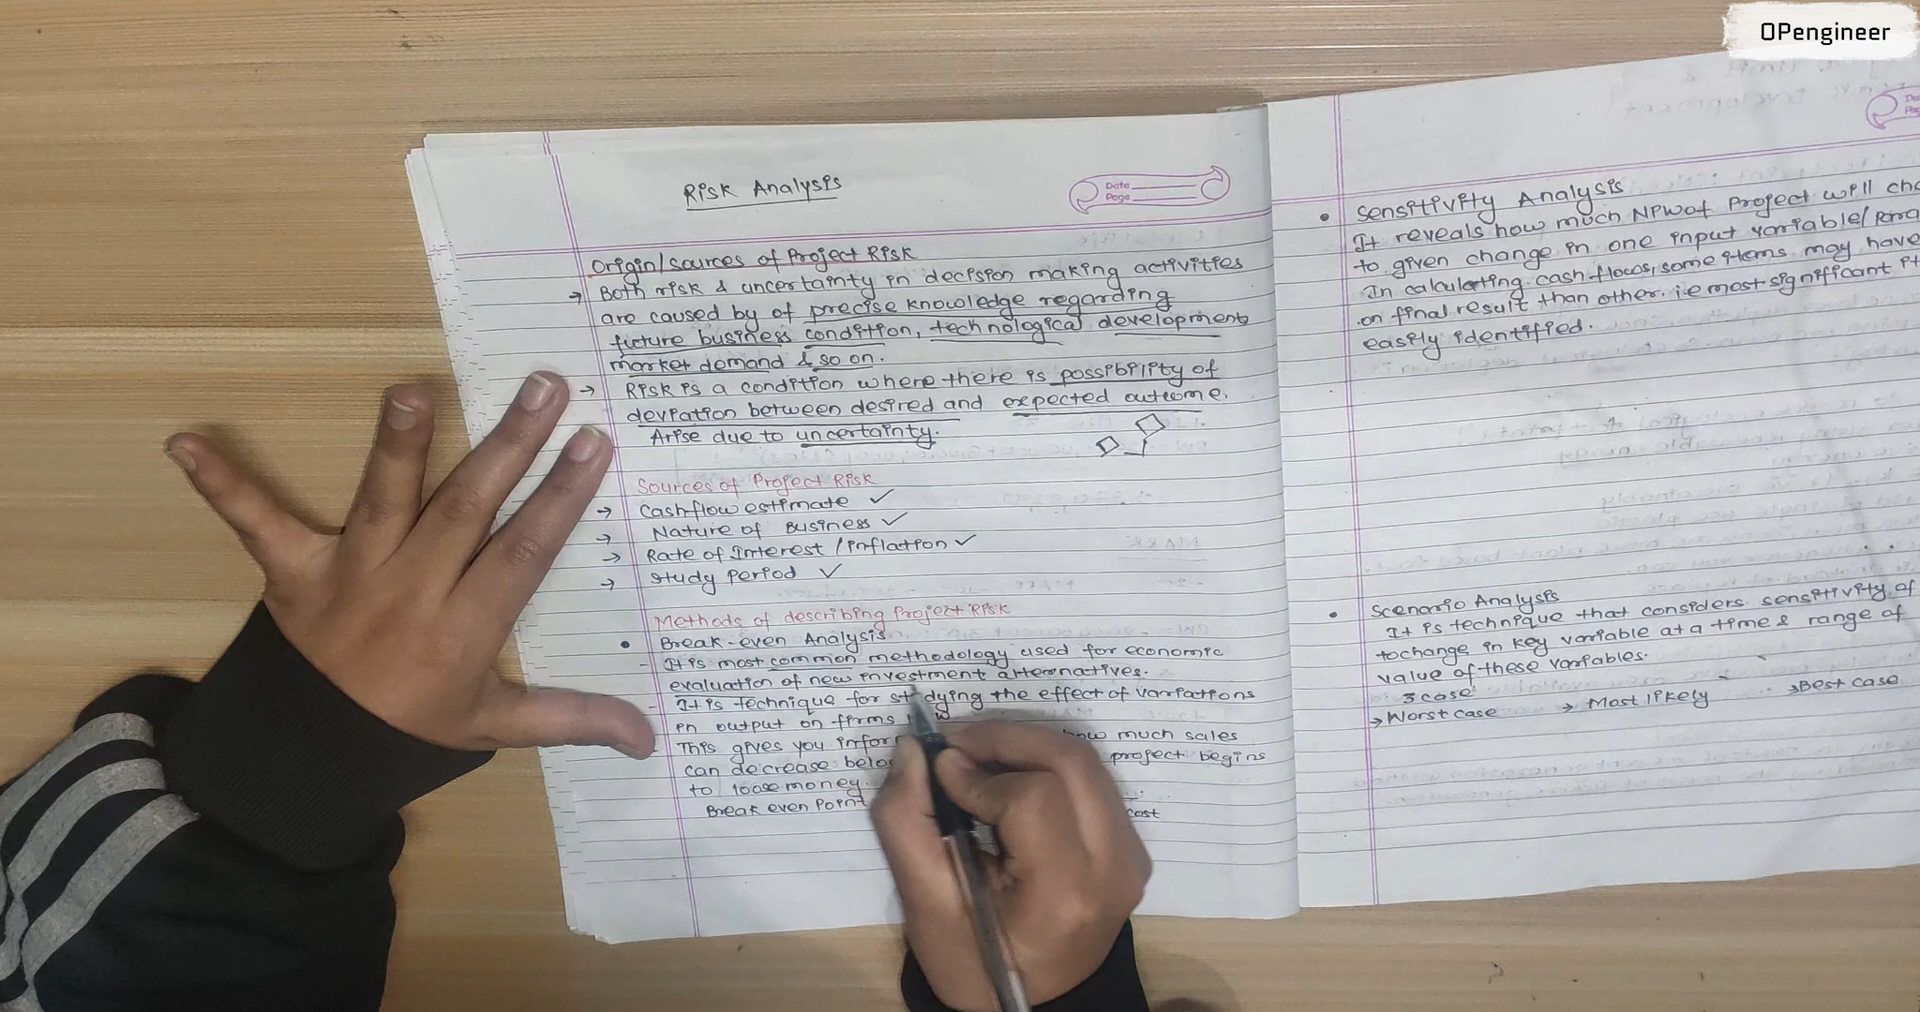 OPengineer
Risk Analysis
Date
Page
Origin/sources of Project Risk
→ Both risk & uncertainty in decision making activities
are caused by of precise knowledge regarding
future business condition, technological development
market demand & so on.
→ Risk is a condition where there is possibility of
deviation between desired and expected outcome.
Arise due to uncertainty.
Sources of Project Risk
→ Cashflow estimate ✓
→ Nature of Business ✓
→ Rate of Interest / inflation ✓
→ Study period ✓
Methods of describing Project Risk
• Break-even Analysis
- It is most common methodology used for economic
evaluation of new investment alternatives.
- It is technique for studying the effect of variations
in output on firms
- This gives you how much sales
can decrease project begins
to loose money.
Break even Point cost
• Sensitivity Analysis
It reveals how much NPW of Project will
to given change in one input variable/
In calculating cash flows, some items may have
on final result than other. i.e most significant
easily identified.
• Scenario Analysis
It is technique that considers sensitivity of
to change in key variable at a time & range of
value of these variables.
3 case
→ Worst case → Most likely → Best case